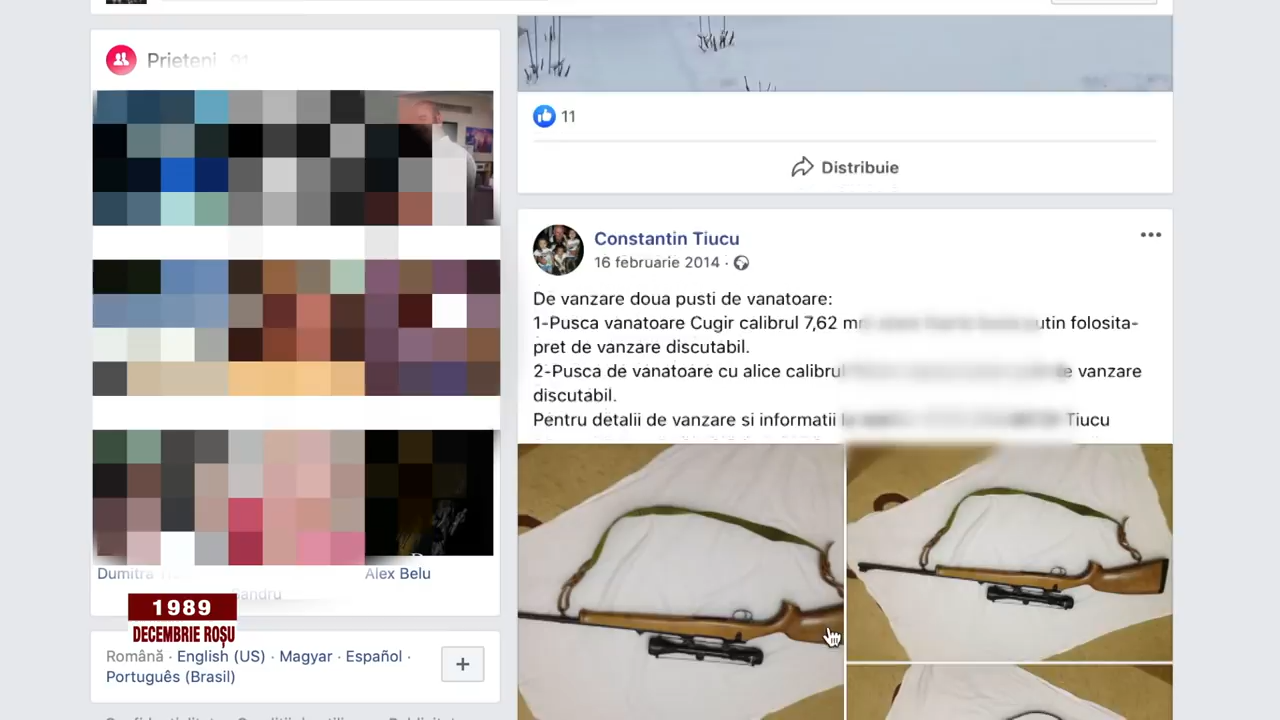 Prieteni 91
11
Distribuie
Constantin Tiucu
16 februarie 2014 ·
De vanzare doua pusti de vanatoare:
1-Pusca vanatoare Cugir calibrul 7,62 putin folosita-
pret de vanzare discutabil.
2-Pusca de vanatoare cu alice calibrul vanzare
discutabil.
Pentru detalii de vanzare si informatii Tiucu
Dumitra
Alex Belu
1989
DECEMBRIE ROȘU
Română · English (US) · Magyar · Español ·
Português (Brasil)